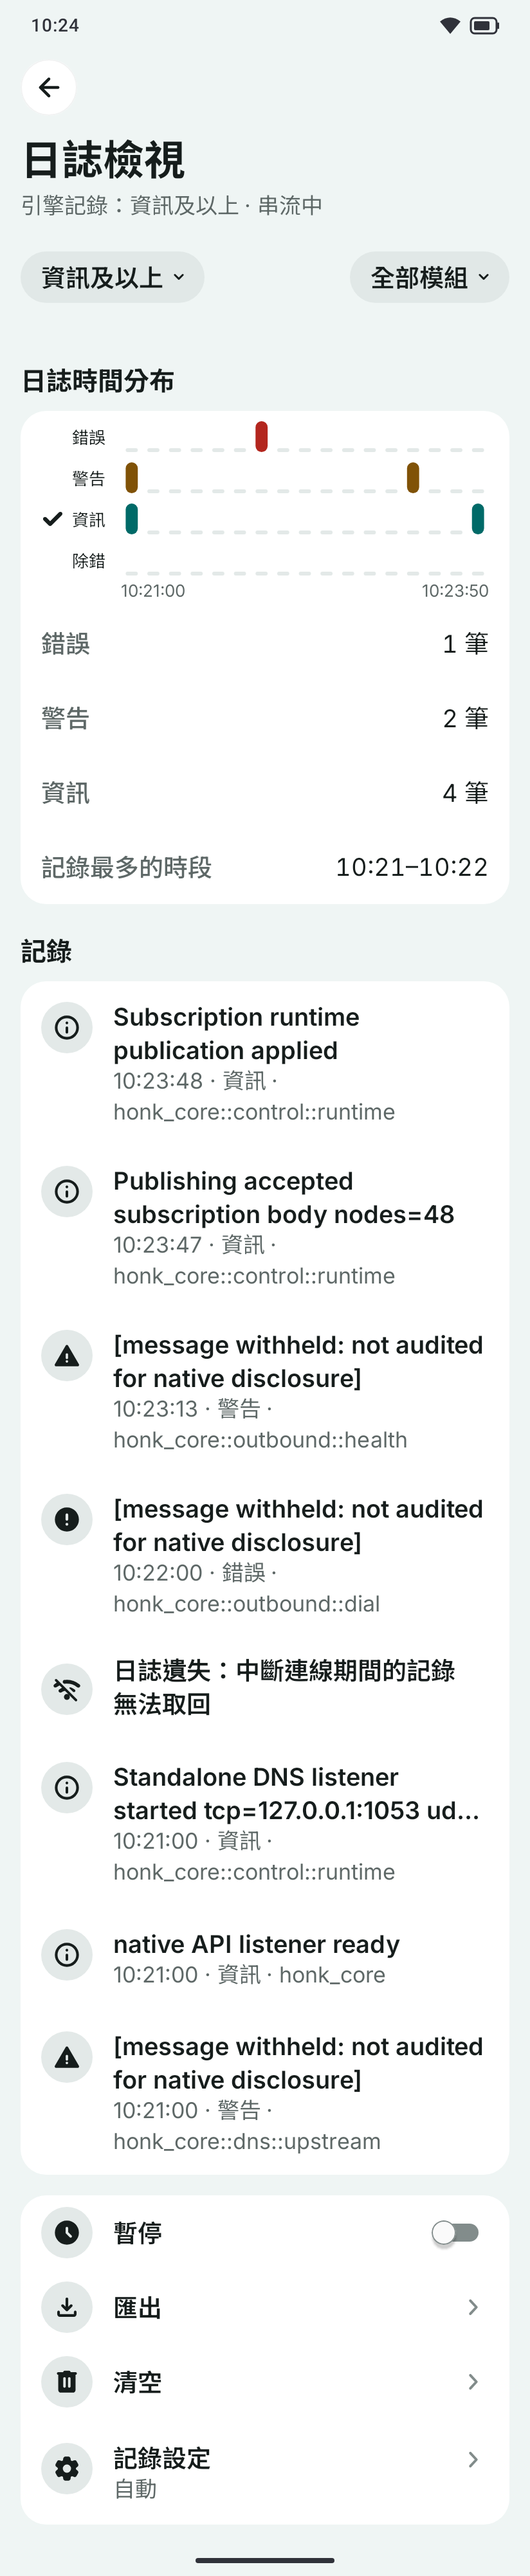 10:24
日誌檢視
引擎記錄：資訊及以上 · 串流中
資訊及以上
全部模組
日誌時間分布
錯誤
警告
資訊
除錯
10:21:00
10:23:50
錯誤
1 筆
警告
2 筆
資訊
4 筆
記錄最多的時段
10:21–10:22
記錄
Subscription runtime
publication applied
10:23:48 · 資訊 ·
honk_core::control::runtime
Publishing accepted
subscription body nodes=48
10:23:47 · 資訊 ·
honk_core::control::runtime
[message withheld: not audited
for native disclosure]
10:23:13 · 警告 ·
honk_core::outbound::health
[message withheld: not audited
for native disclosure]
10:22:00 · 錯誤 ·
honk_core::outbound::dial
日誌遺失：中斷連線期間的記錄
無法取回
Standalone DNS listener
started tcp=127.0.0.1:1053 ud...
10:21:00 · 資訊 ·
honk_core::control::runtime
native API listener ready
10:21:00 · 資訊 · honk_core
[message withheld: not audited
for native disclosure]
10:21:00 · 警告 ·
honk_core::dns::upstream
暫停
匯出
清空
記錄設定
自動